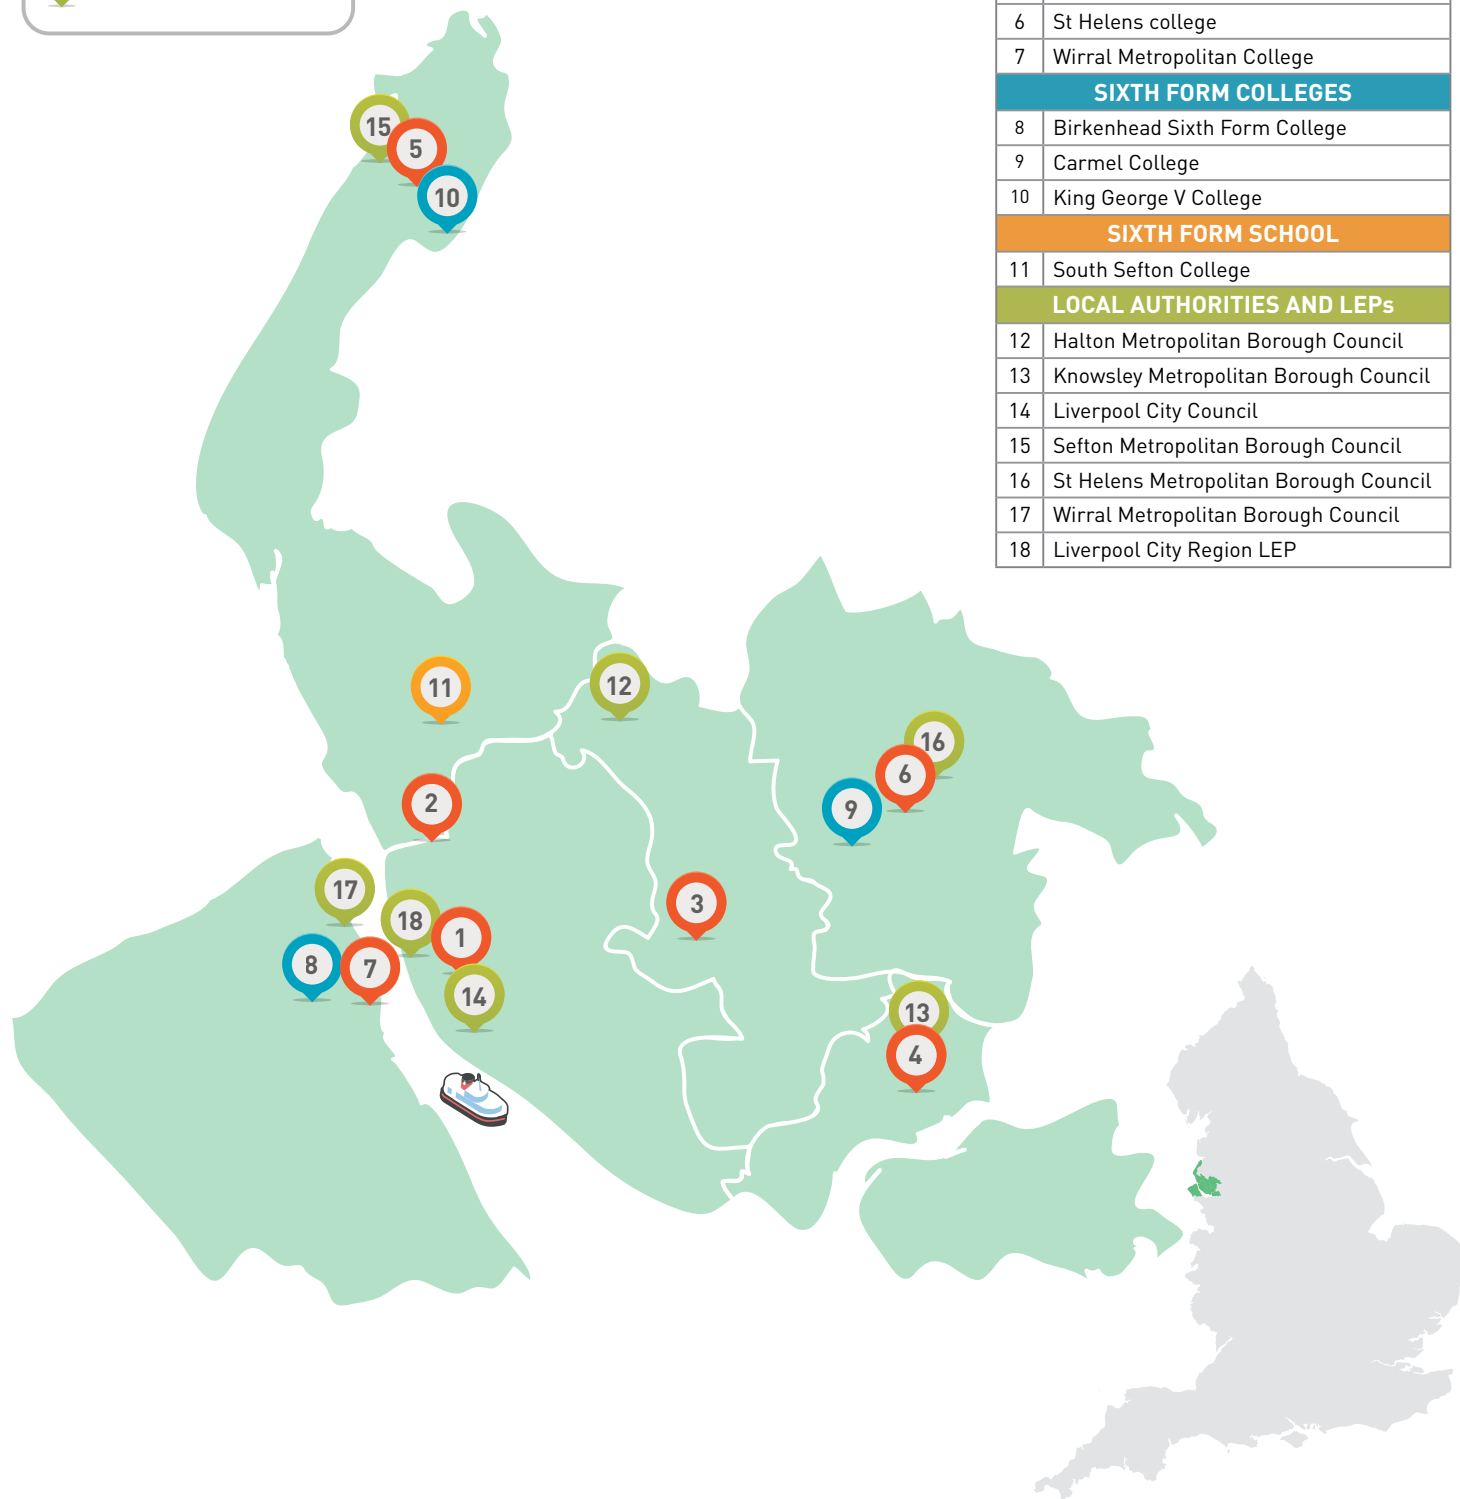 6 St Helens college
7 Wirral Metropolitan College
SIXTH FORM COLLEGES
8 Birkenhead Sixth Form College
9 Carmel College
10 King George V College
SIXTH FORM SCHOOL
11 South Sefton College
LOCAL AUTHORITIES AND LEPs
12 Halton Metropolitan Borough Council
13 Knowsley Metropolitan Borough Council
14 Liverpool City Council
15 Sefton Metropolitan Borough Council
16 St Helens Metropolitan Borough Council
17 Wirral Metropolitan Borough Council
18 Liverpool City Region LEP
15
5
10
11
12
16
6
9
2
17
18
3
1
8
7
14
13
4